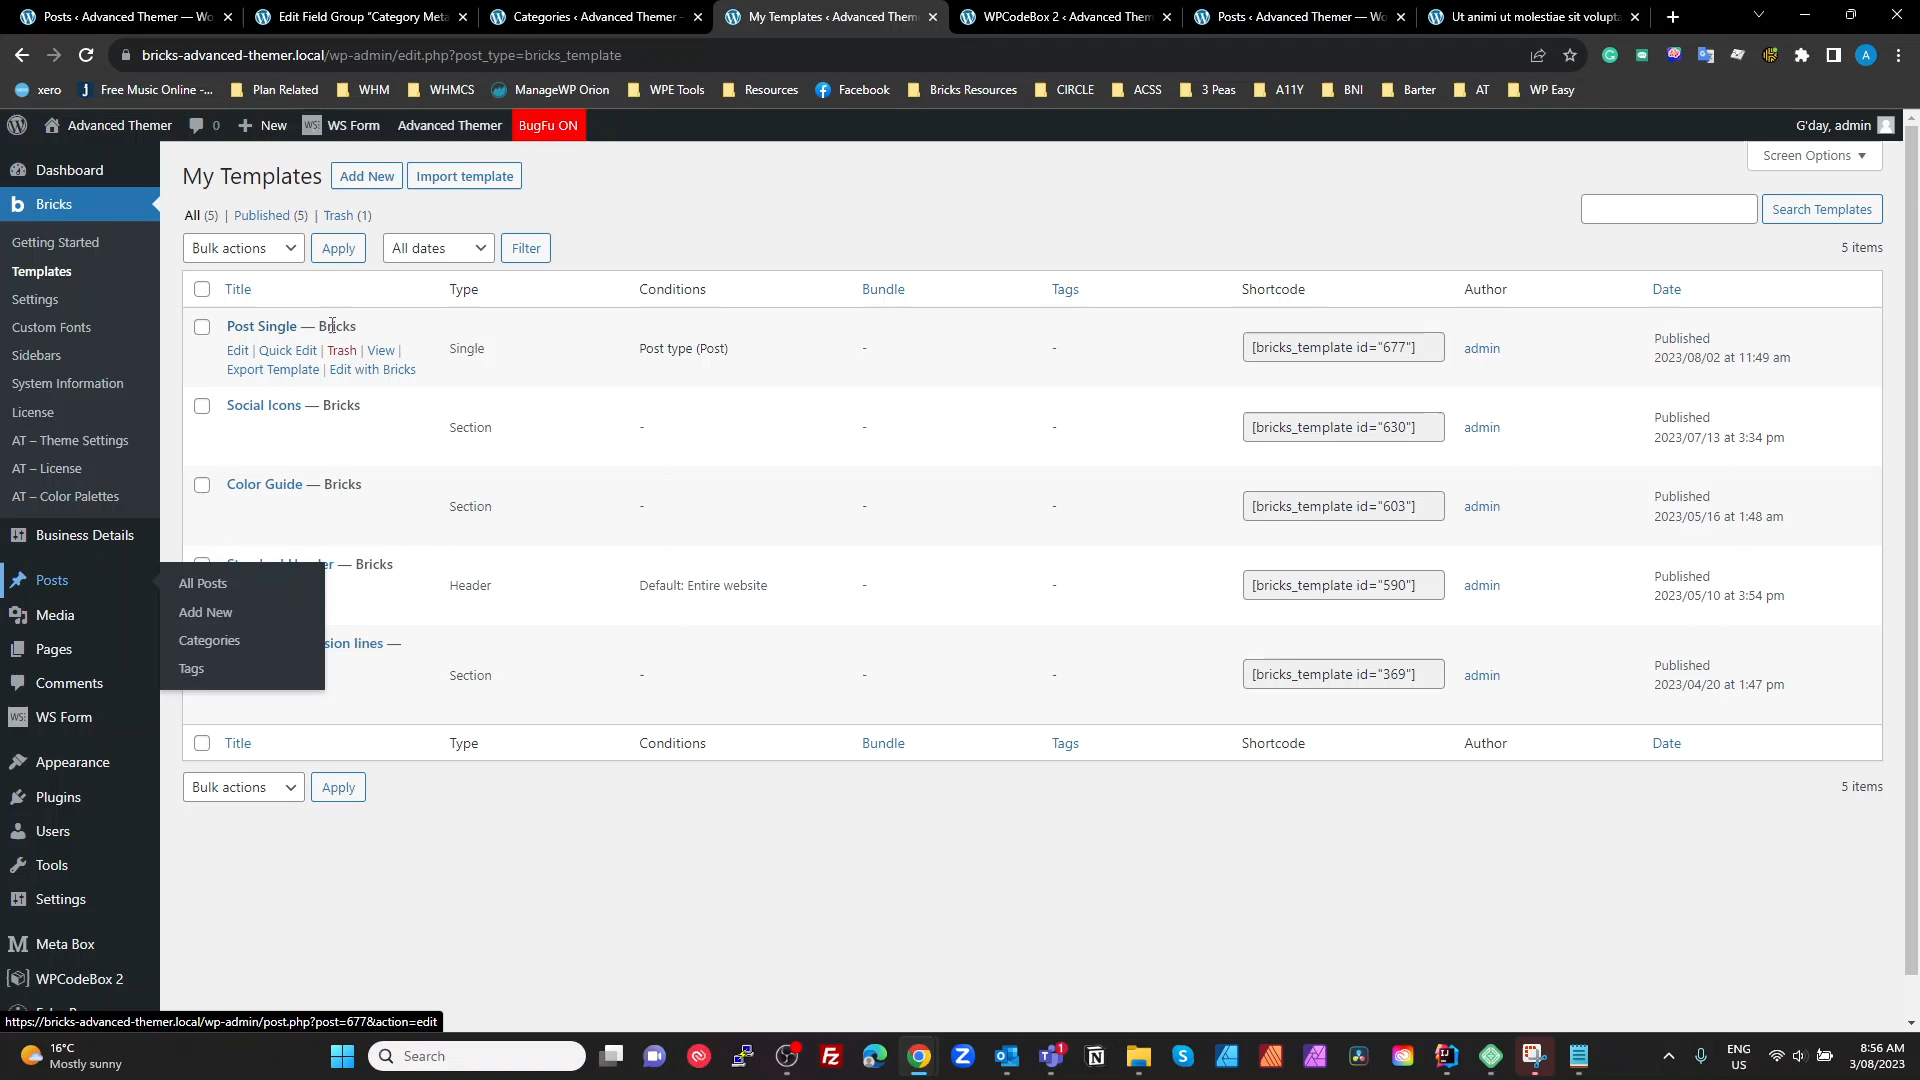 Posts ‹ Advanced Themer — Wo
Edit Field Group "Category Meta
Categories ‹ Advanced Themer –
My Templates ‹ Advanced Them
WPCodeBox 2 ‹ Advanced Them
Posts ‹ Advanced Themer — Wo
Ut animi ut molestiae sit volupta
bricks-advanced-themer.local/wp-admin/edit.php?post_type=bricks_template
xero
Free Music Online -...
Plan Related
WHM
WHMCS
ManageWP Orion
WPE Tools
Resources
Facebook
Bricks Resources
CIRCLE
ACSS
3 Peas
A11Y
BNI
Barter
AT
WP Easy
Advanced Themer
0
New
WS Form
Advanced Themer
BugFu ON
G'day, admin
Dashboard
Bricks
Getting Started
Templates
Settings
Custom Fonts
Sidebars
System Information
License
AT – Theme Settings
AT – License
AT – Color Palettes
Business Details
Posts
Media
Pages
Comments
WS Form
Appearance
Plugins
Users
Tools
Settings
Meta Box
WPCodeBox 2
All Posts
Add New
Categories
Tags
My Templates
Add New
Import template
Screen Options
All (5) | Published (5) | Trash (1)
Search Templates
Bulk actions
Apply
All dates
Filter
5 items
Title Type Conditions Bundle Tags Shortcode Author Date
Post Single — Bricks
Edit | Quick Edit | Trash | View |
Export Template | Edit with Bricks
Single
Post type (Post)
-
-
[bricks_template id="677"]
admin
Published
2023/08/02 at 11:49 am
Social Icons — Bricks
Section
-
-
-
[bricks_template id="630"]
admin
Published
2023/07/13 at 3:34 pm
Color Guide — Bricks
Section
-
-
-
[bricks_template id="603"]
admin
Published
2023/05/16 at 1:48 am
— Bricks
Header
Default: Entire website
-
-
[bricks_template id="590"]
admin
Published
2023/05/10 at 3:54 pm
sion lines —
Section
-
-
-
[bricks_template id="369"]
admin
Published
2023/04/20 at 1:47 pm
Title Type Conditions Bundle Tags Shortcode Author Date
Bulk actions
Apply
5 items
https://bricks-advanced-themer.local/wp-admin/post.php?post=677&action=edit
16°C
Mostly sunny
Search
ENG
US
8:56 AM
3/08/2023